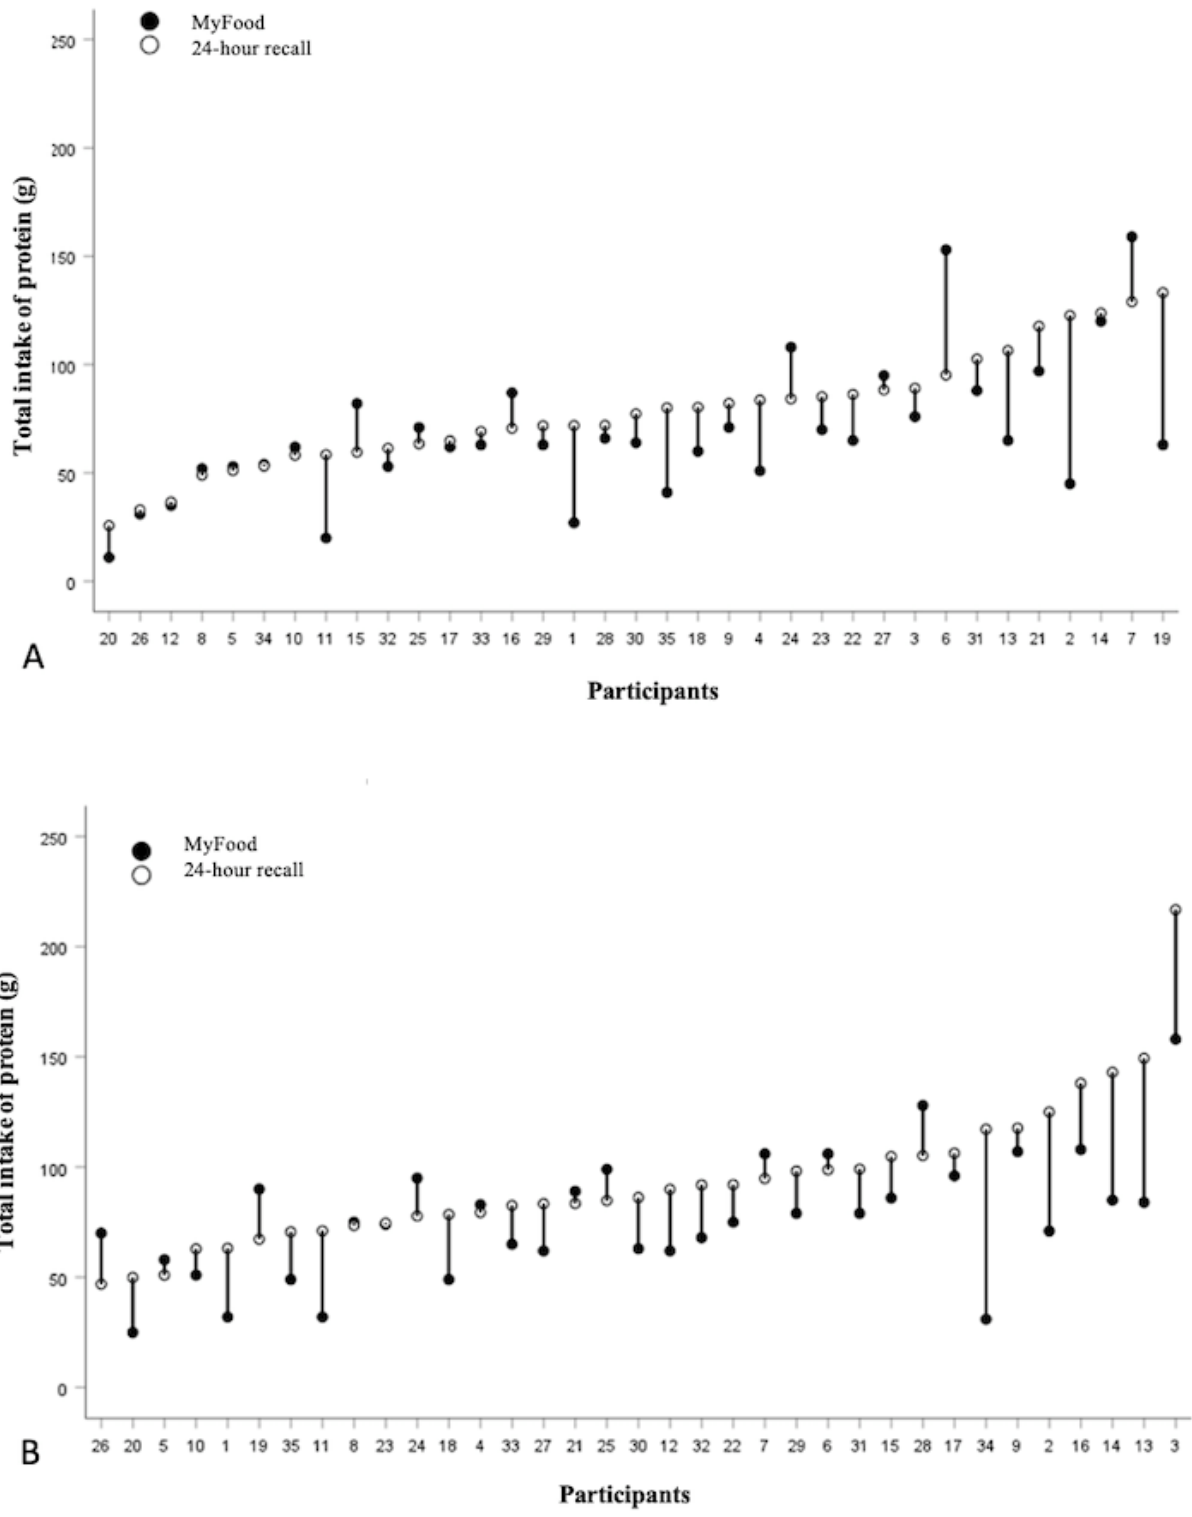 MyFood
24-hour recall
250
200
150
100
50
0
Total intake of protein (g)
20 26 12 8 5 34 10 11 15 32 25 17 33 16 29 1 28 30 35 18 9 4 24 23 22 27 3 6 31 13 21 2 14 7 19
A
Participants
MyFood
24-hour recall
250
200
150
100
50
0
Total intake of protein (g)
26 20 5 10 1 19 35 11 8 23 24 18 4 33 27 21 25 30 12 32 22 7 29 6 31 15 28 17 34 9 2 16 14 13 3
B
Participants